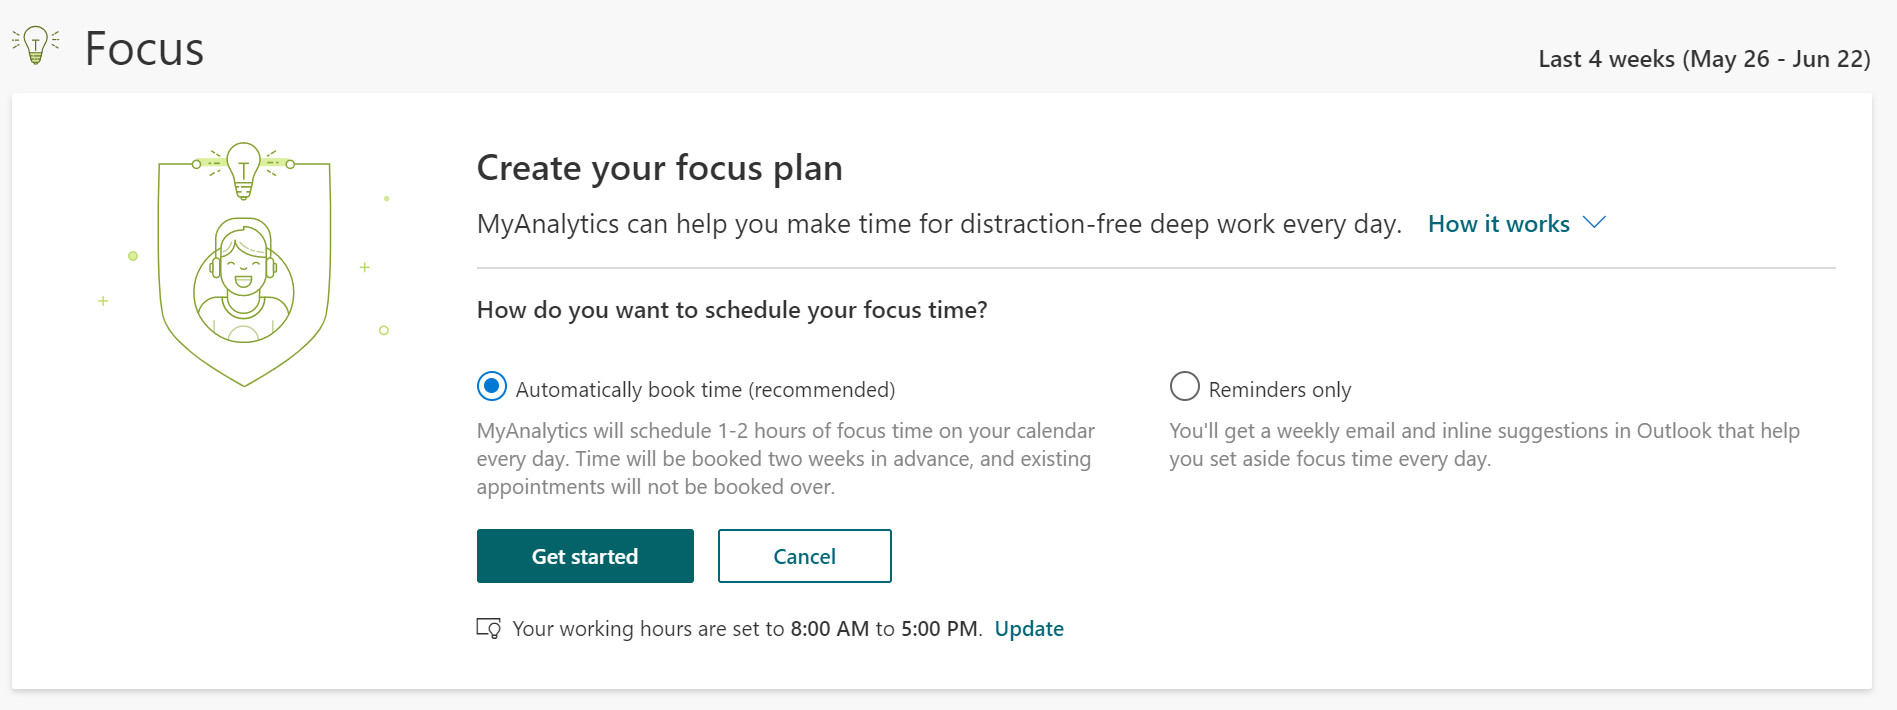 Focus
Last 4 weeks (May 26 - Jun 22)
Create your focus plan
MyAnalytics can help you make time for distraction-free deep work every day. How it works
How do you want to schedule your focus time?
Automatically book time (recommended)
MyAnalytics will schedule 1-2 hours of focus time on your calendar
every day. Time will be booked two weeks in advance, and existing
appointments will not be booked over.
Reminders only
You'll get a weekly email and inline suggestions in Outlook that help
you set aside focus time every day.
Get started
Cancel
Your working hours are set to 8:00 AM to 5:00 PM. Update